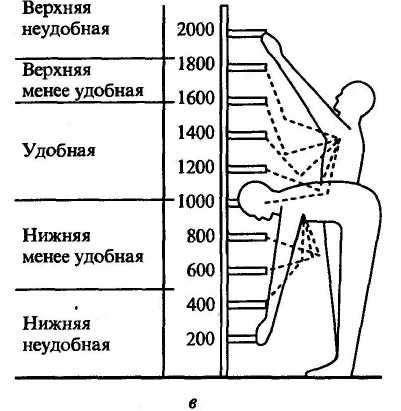 Верхняя
неудобная
Верхняя
менее удобная
Удобная
Нижняя
менее удобная
Нижняя
неудобная
2000
1800
1600
1400
1200
1000
800
600
400
200
в